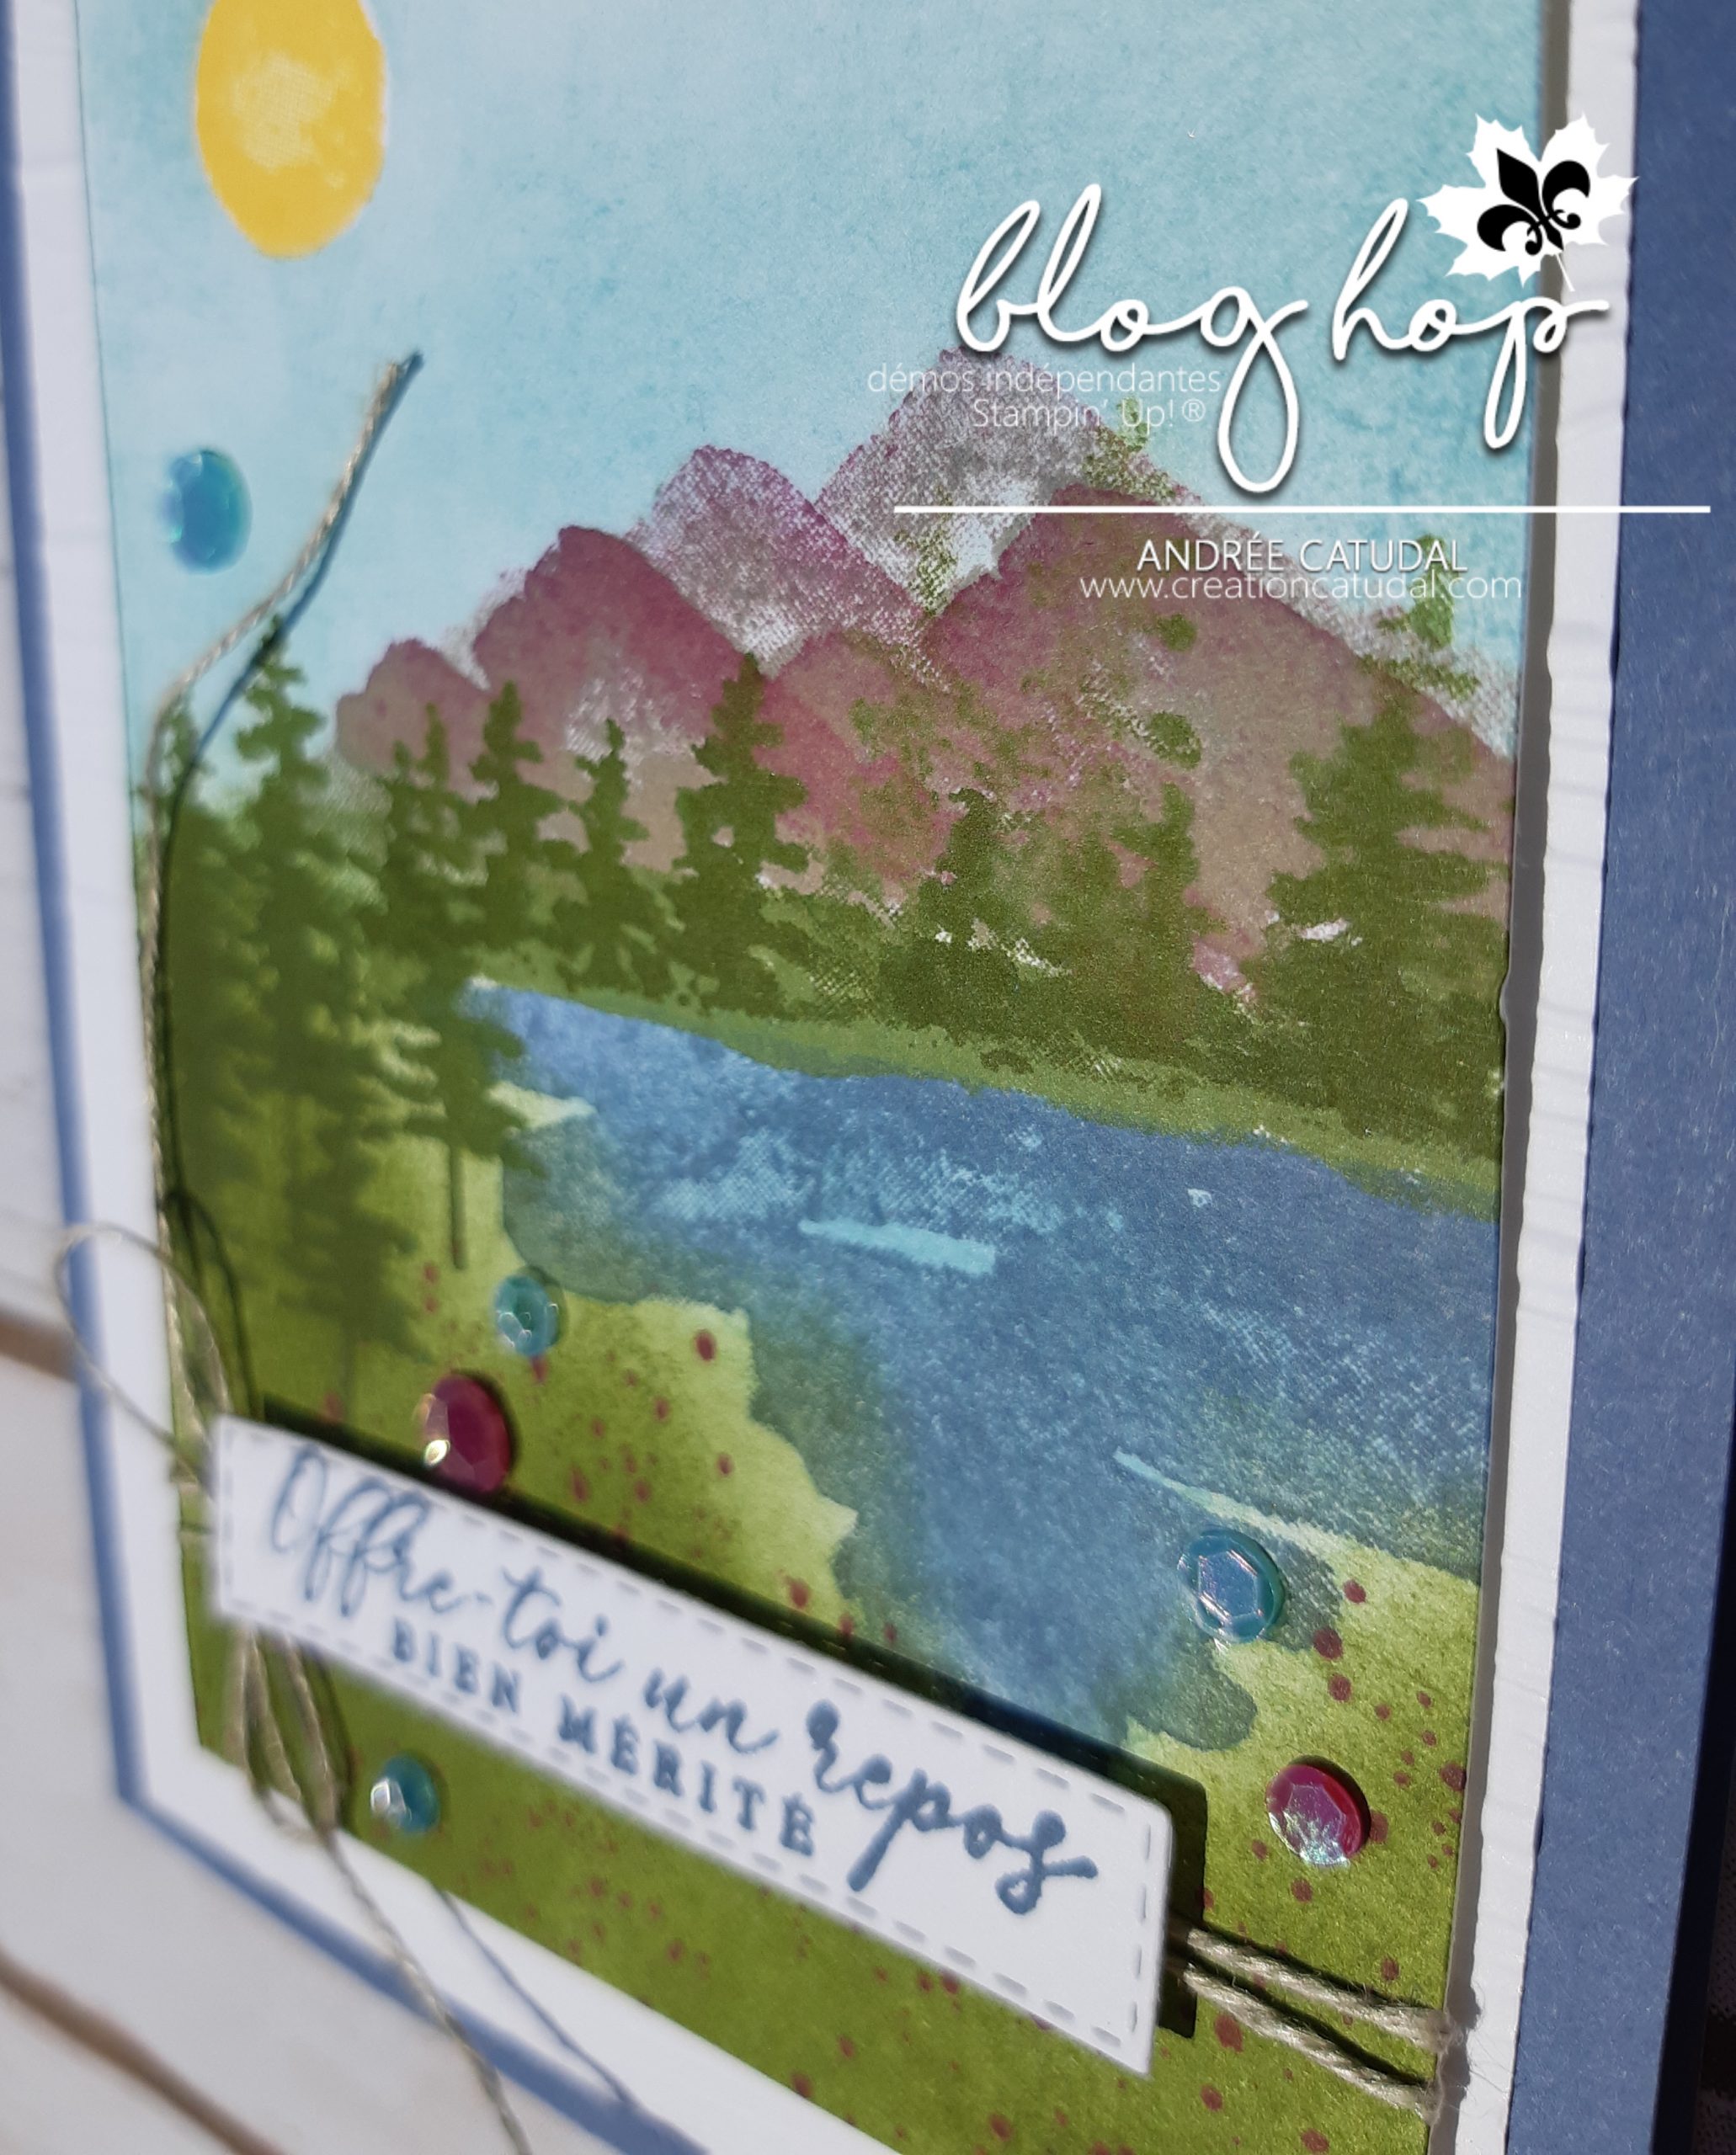 blog hop
démos indépendantes
Stampin' Up!®
ANDRÉE CATUDAL
www.creationcatudal.com
Offre-toi un repos
BIEN MÉRITÉ